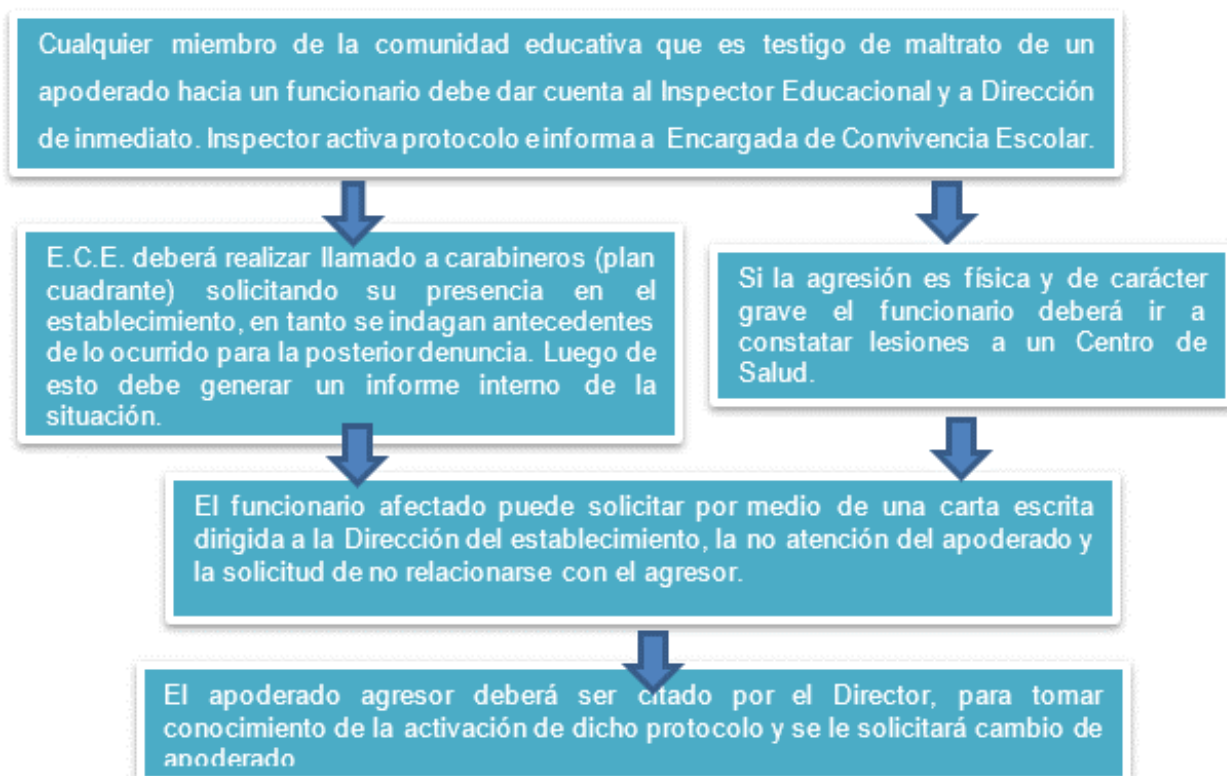 Cualquier miembro de la comunidad educativa que es testigo de maltrato de un
apoderado hacia un funcionario debe dar cuenta al Inspector Educacional y a Dirección
de inmediato. Inspector activa protocolo e informa a Encargada de Convivencia Escolar.
E.C.E. deberá realizar llamado a carabineros (plan
cuadrante) solicitando su presencia en el
establecimiento, en tanto se indagan antecedentes
de lo ocurrido para la posterior denuncia. Luego de
esto debe generar un informe interno de la
situación.
Si la agresión es física y de carácter
grave el funcionario deberá ir a
constatar lesiones a un Centro de
Salud.
El funcionario afectado puede solicitar por medio de una carta escrita
dirigida a la Dirección del establecimiento, la no atención del apoderado y
la solicitud de no relacionarse con el agresor.
El apoderado agresor deberá ser citado por el Director, para tomar
conocimiento de la activación de dicho protocolo y se le solicitará cambio de
apoderado